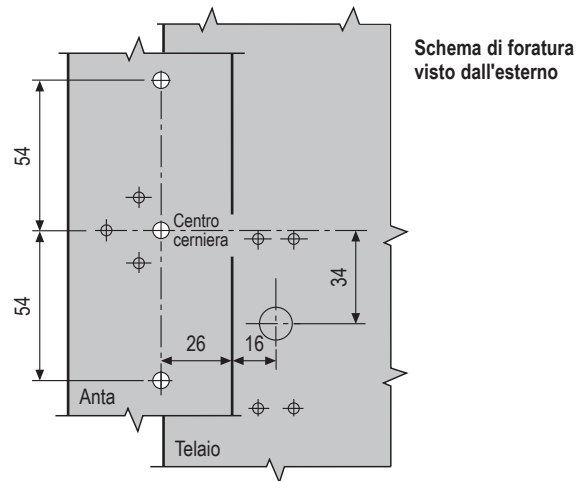 Schema di foratura
visto dall'esterno
54
Centro
cerniera
54
34
26
16
Anta
Telaio